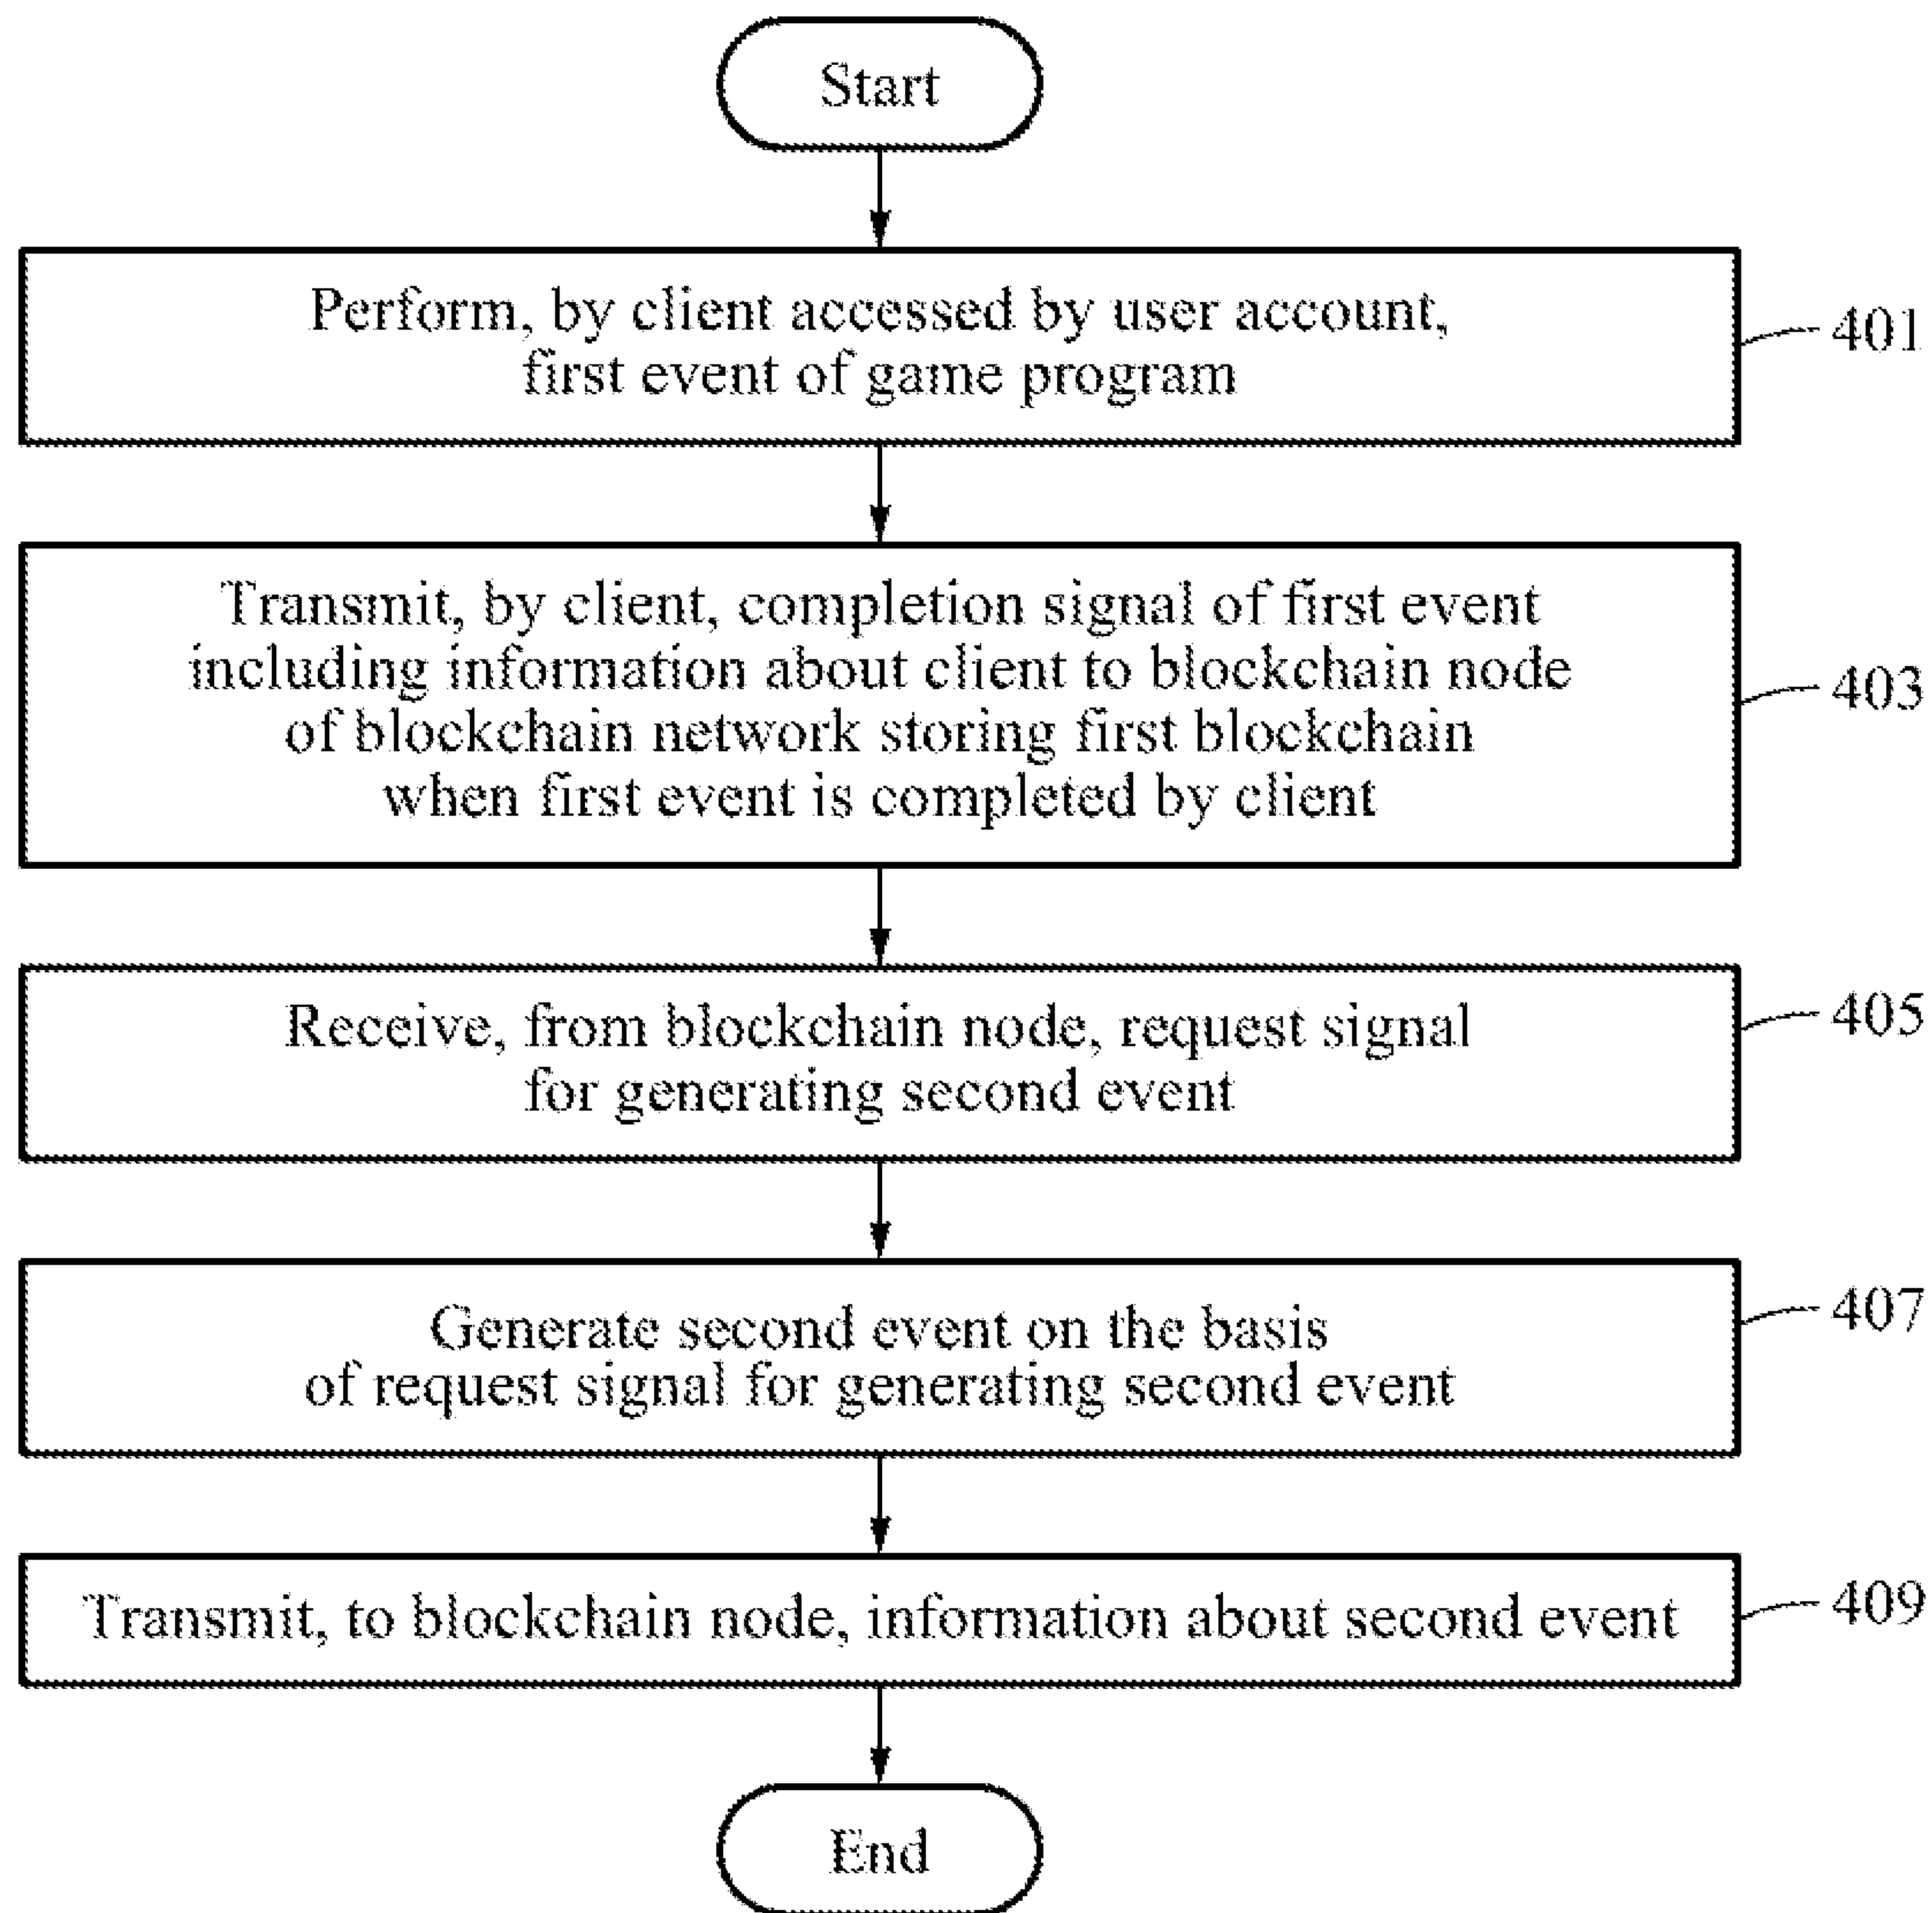 Start
Perform, by client accessed by user account,
first event of game program
401
Transmit, by client, completion signal of first event
including information about client to blockchain node
of blockchain network storing first blockchain
when first event is completed by client
403
Receive, from blockchain node, request signal
for generating second event
405
Generate second event on the basis
of request signal for generating second event
407
Transmit, to blockchain node, information about second event
409
End